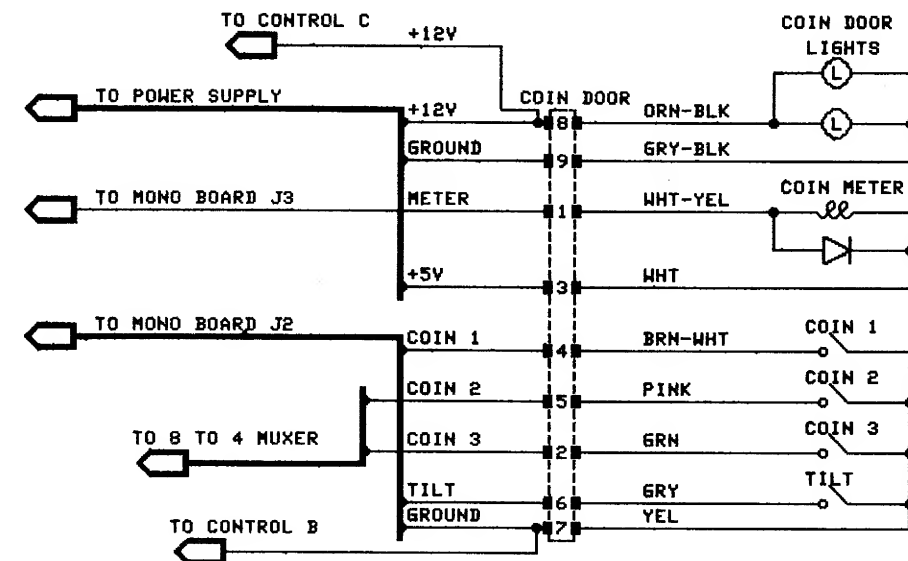 TO CONTROL C
+12V
COIN DOOR
LIGHTS
L
TO POWER SUPPLY
+12V
COIN DOOR
8
ORN-BLK
L
GROUND
9
GRY-BLK
TO MONO BOARD J3
METER
1
WHT-YEL
COIN METER
+5V
3
WHT
TO MONO BOARD J2
COIN 1
4
BRN-WHT
COIN 1
COIN 2
5
PINK
COIN 2
TO 8 TO 4 MUXER
COIN 3
2
GRN
COIN 3
TILT
6
GRY
TILT
GROUND
7
YEL
TO CONTROL B